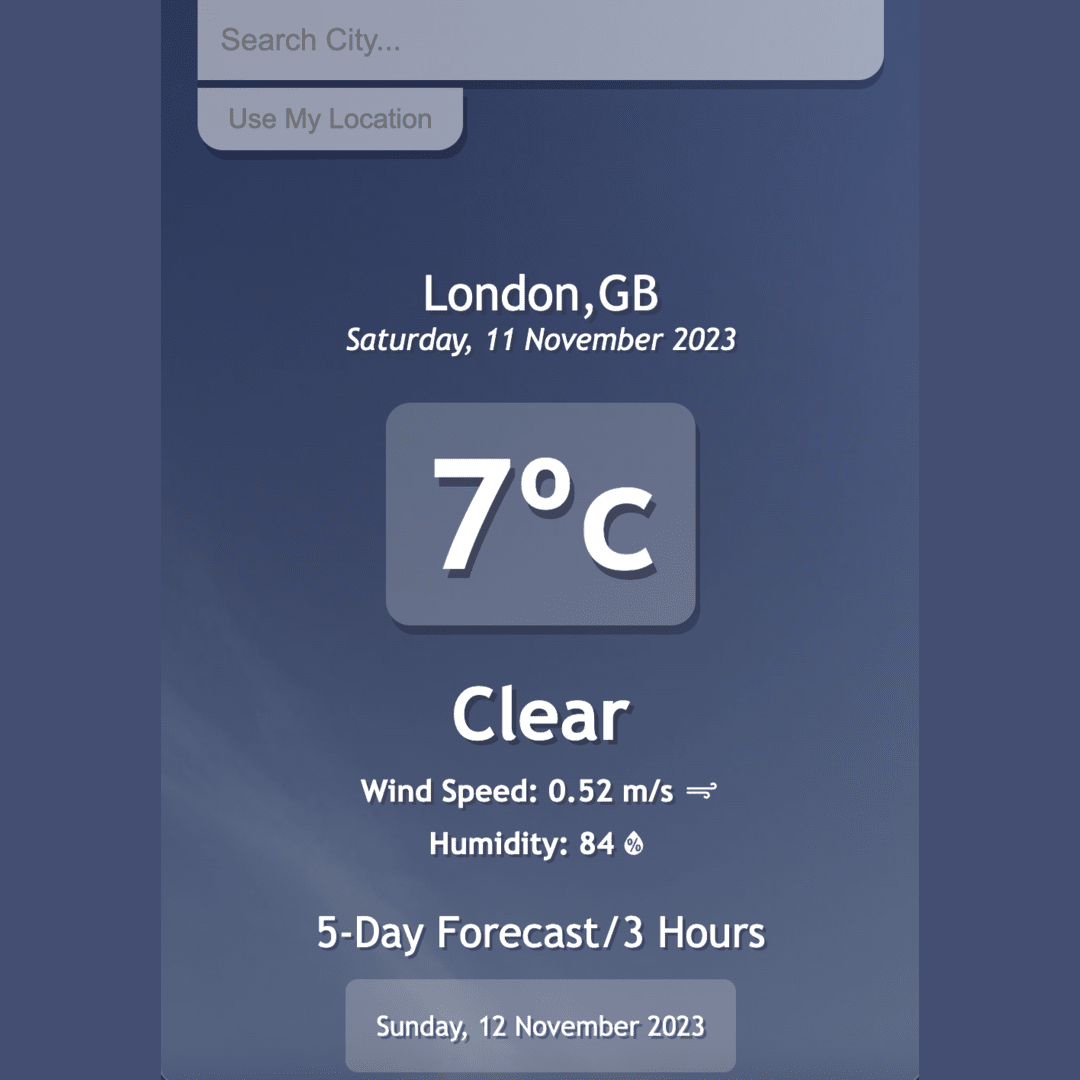 Search City...
Use My Location
London,GB
Saturday, 11 November 2023
7ºc
Clear
Wind Speed: 0.52 m/s
Humidity: 84 %
5-Day Forecast/3 Hours
Sunday, 12 November 2023